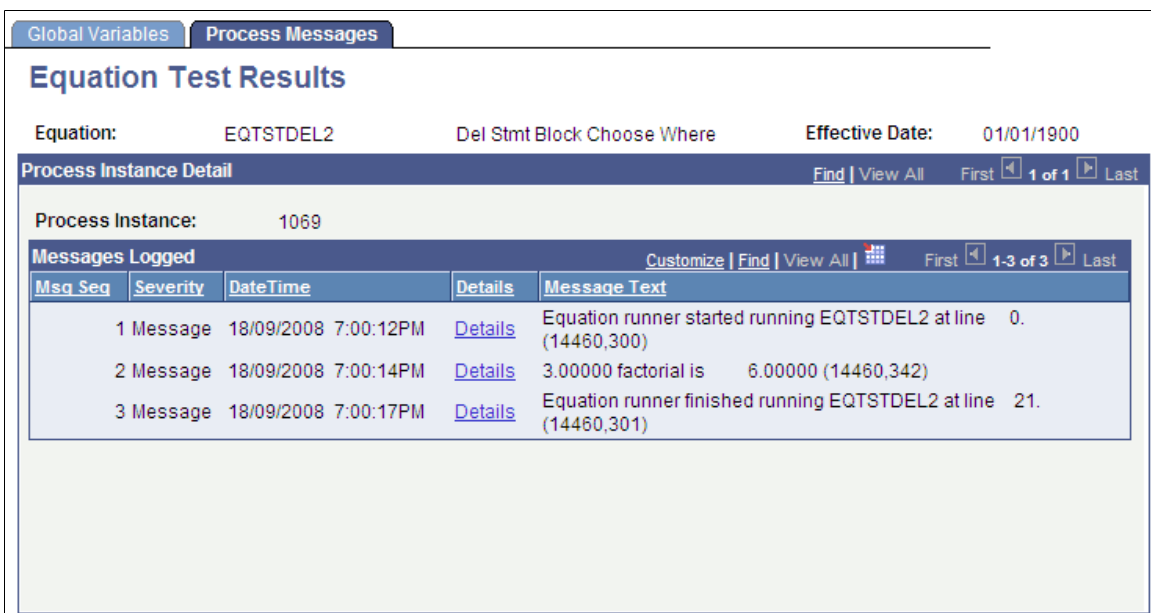 Global Variables Process Messages
Equation Test Results
Equation: EQTSTDEL2 Del Stmt Block Choose Where Effective Date: 01/01/1900
Process Instance Detail Find | View All First 1 of 1 Last
Process Instance: 1069
Messages Logged Customize | Find | View All | First 1-3 of 3 Last
Msg Seq Severity DateTime Details Message Text
1 Message 18/09/2008 7:00:12PM Details Equation runner started running EQTSTDEL2 at line 0.
(14460,300)
2 Message 18/09/2008 7:00:14PM Details 3.00000 factorial is 6.00000 (14460,342)
3 Message 18/09/2008 7:00:17PM Details Equation runner finished running EQTSTDEL2 at line 21.
(14460,301)